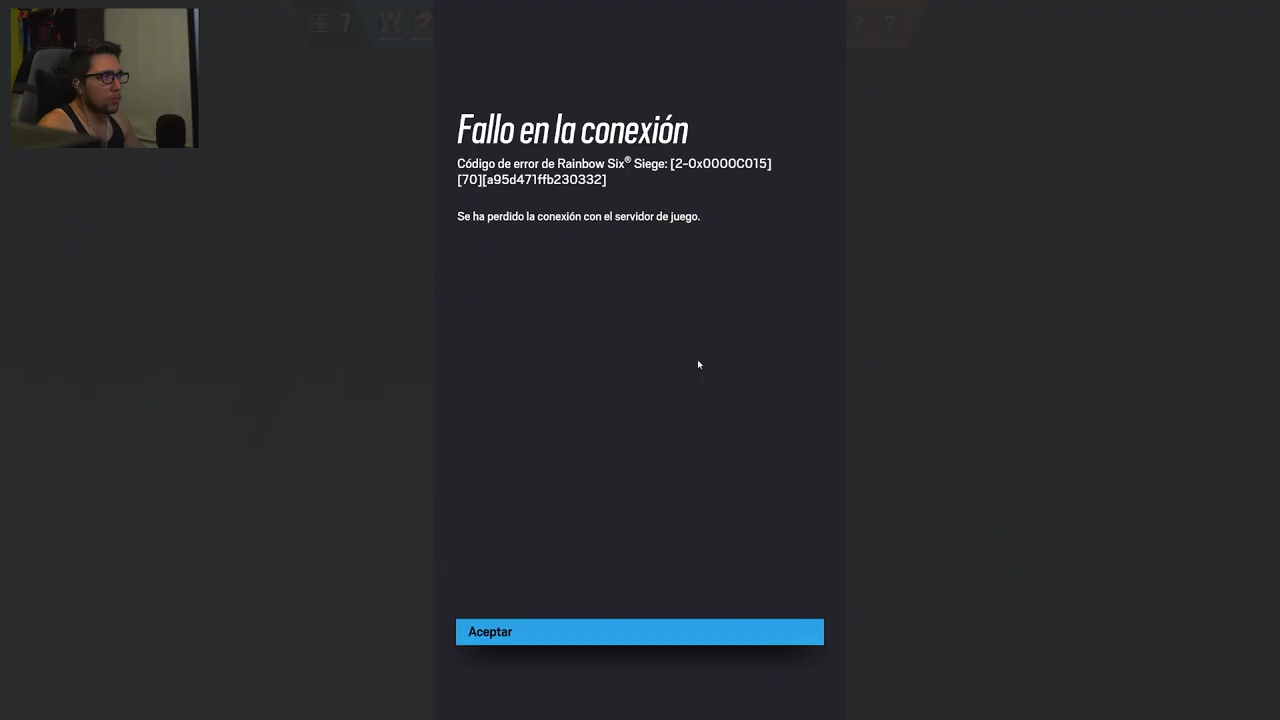 7
? ?
Fallo en la conexión
Código de error de Rainbow Six® Siege: [2-0x0000C015]
[70][a95d471ffb230332]
Se ha perdido la conexión con el servidor de juego.
Aceptar